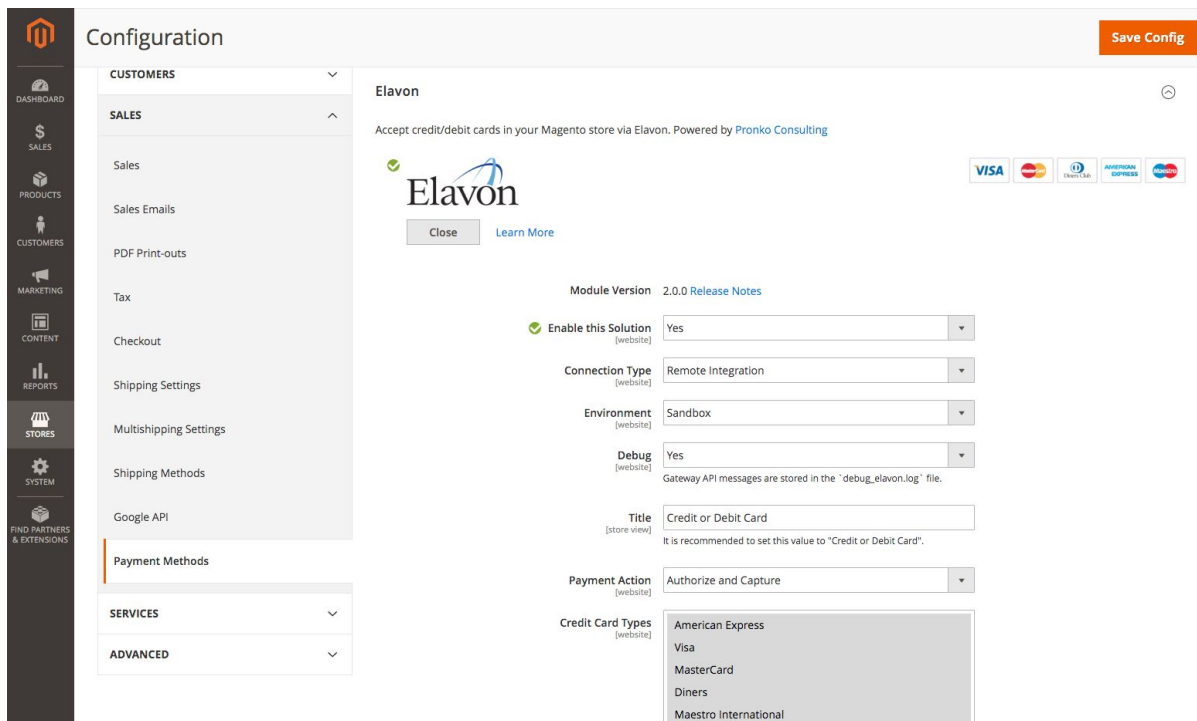 Configuration
Save Config
DASHBOARD
SALES
PRODUCTS
CUSTOMERS
MARKETING
CONTENT
REPORTS
STORES
SYSTEM
FIND PARTNERS
& EXTENSIONS
CUSTOMERS
SALES
Sales
Sales Emails
PDF Print-outs
Tax
Checkout
Shipping Settings
Multishipping Settings
Shipping Methods
Google API
Payment Methods
SERVICES
ADVANCED
Elavon
Accept credit/debit cards in your Magento store via Elavon. Powered by Pronko Consulting
Elavon
VISA MasterCard Diners Club AMERICAN EXPRESS Maestro
Close Learn More
Module Version 2.0.0 Release Notes
Enable this Solution Yes
[website]
Connection Type Remote Integration
[website]
Environment Sandbox
[website]
Debug Yes
[website]
Gateway API messages are stored in the `debug_elavon.log` file.
Title Credit or Debit Card
[store view]
It is recommended to set this value to "Credit or Debit Card".
Payment Action Authorize and Capture
[website]
Credit Card Types American Express
[website]
Visa
MasterCard
Diners
Maestro International